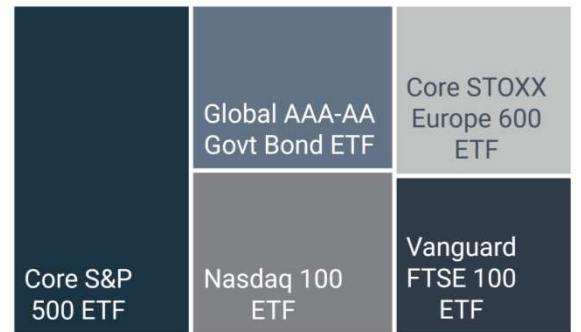 Core S&P
500 ETF
Global AAA-AA
Govt Bond ETF
Nasdaq 100
ETF
Core STOXX
Europe 600
ETF
Vanguard
FTSE 100
ETF